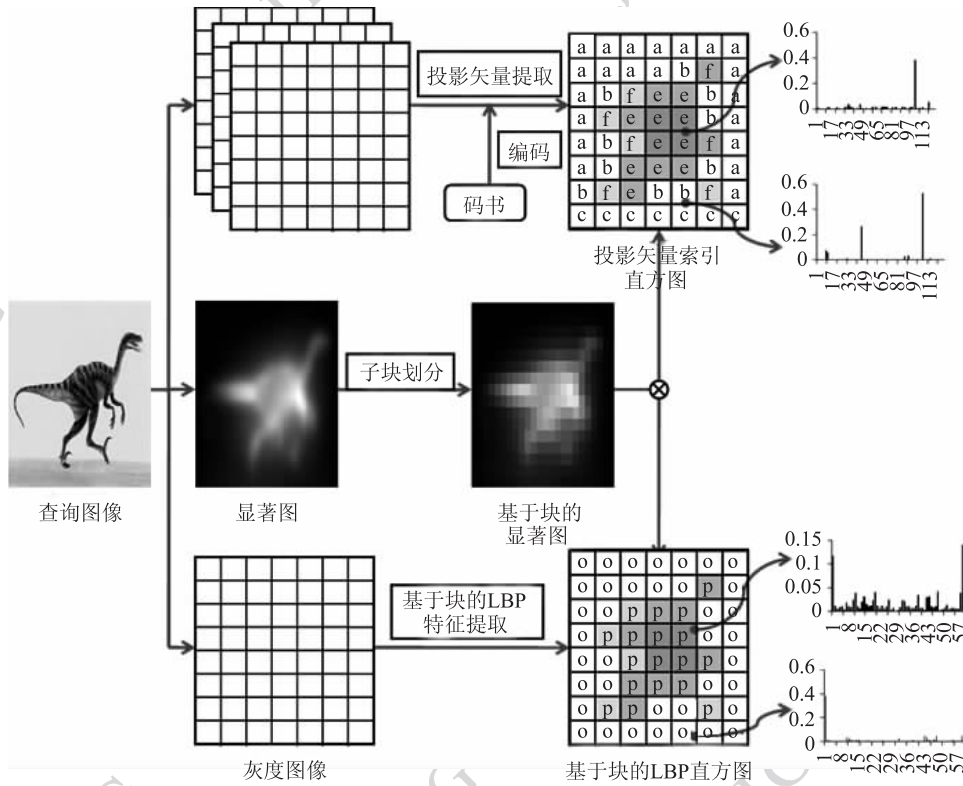 投影矢量提取
编码
码书
a a a a a a a
a a a a b f a
a b f e e b a
a f e e e b a
a b f e e f a
a b e e e b a
b f e b b f a
c c c c c c c
投影矢量索引
直方图
0.6
0.4
0.2
0
1 17 33 49 65 81 97 113
0.6
0.4
0.2
0
1 17 33 49 65 81 97 113
查询图像
显著图
子块划分
基于块的
显著图
灰度图像
基于块的LBP
特征提取
o o o o o o o
o o o o o p o
o o p p p o o
o p p p p o o
o o p p p p o
o o p p p o o
o p p o o p o
o o o o o o o
基于块的LBP直方图
0.15
0.1
0.05
0
1 8 15 22 29 36 43 50 57
0.6
0.4
0.2
0
1 8 15 22 29 36 43 50 57